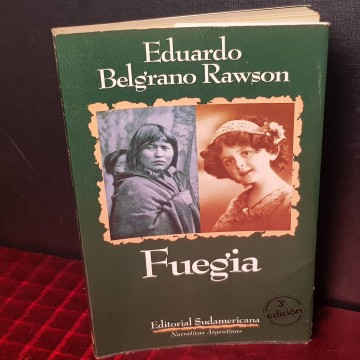 Eduardo
Belgrano Rawson
Fuegia
3ª
edición
Editorial Sudamericana
Narrativas Argentinas